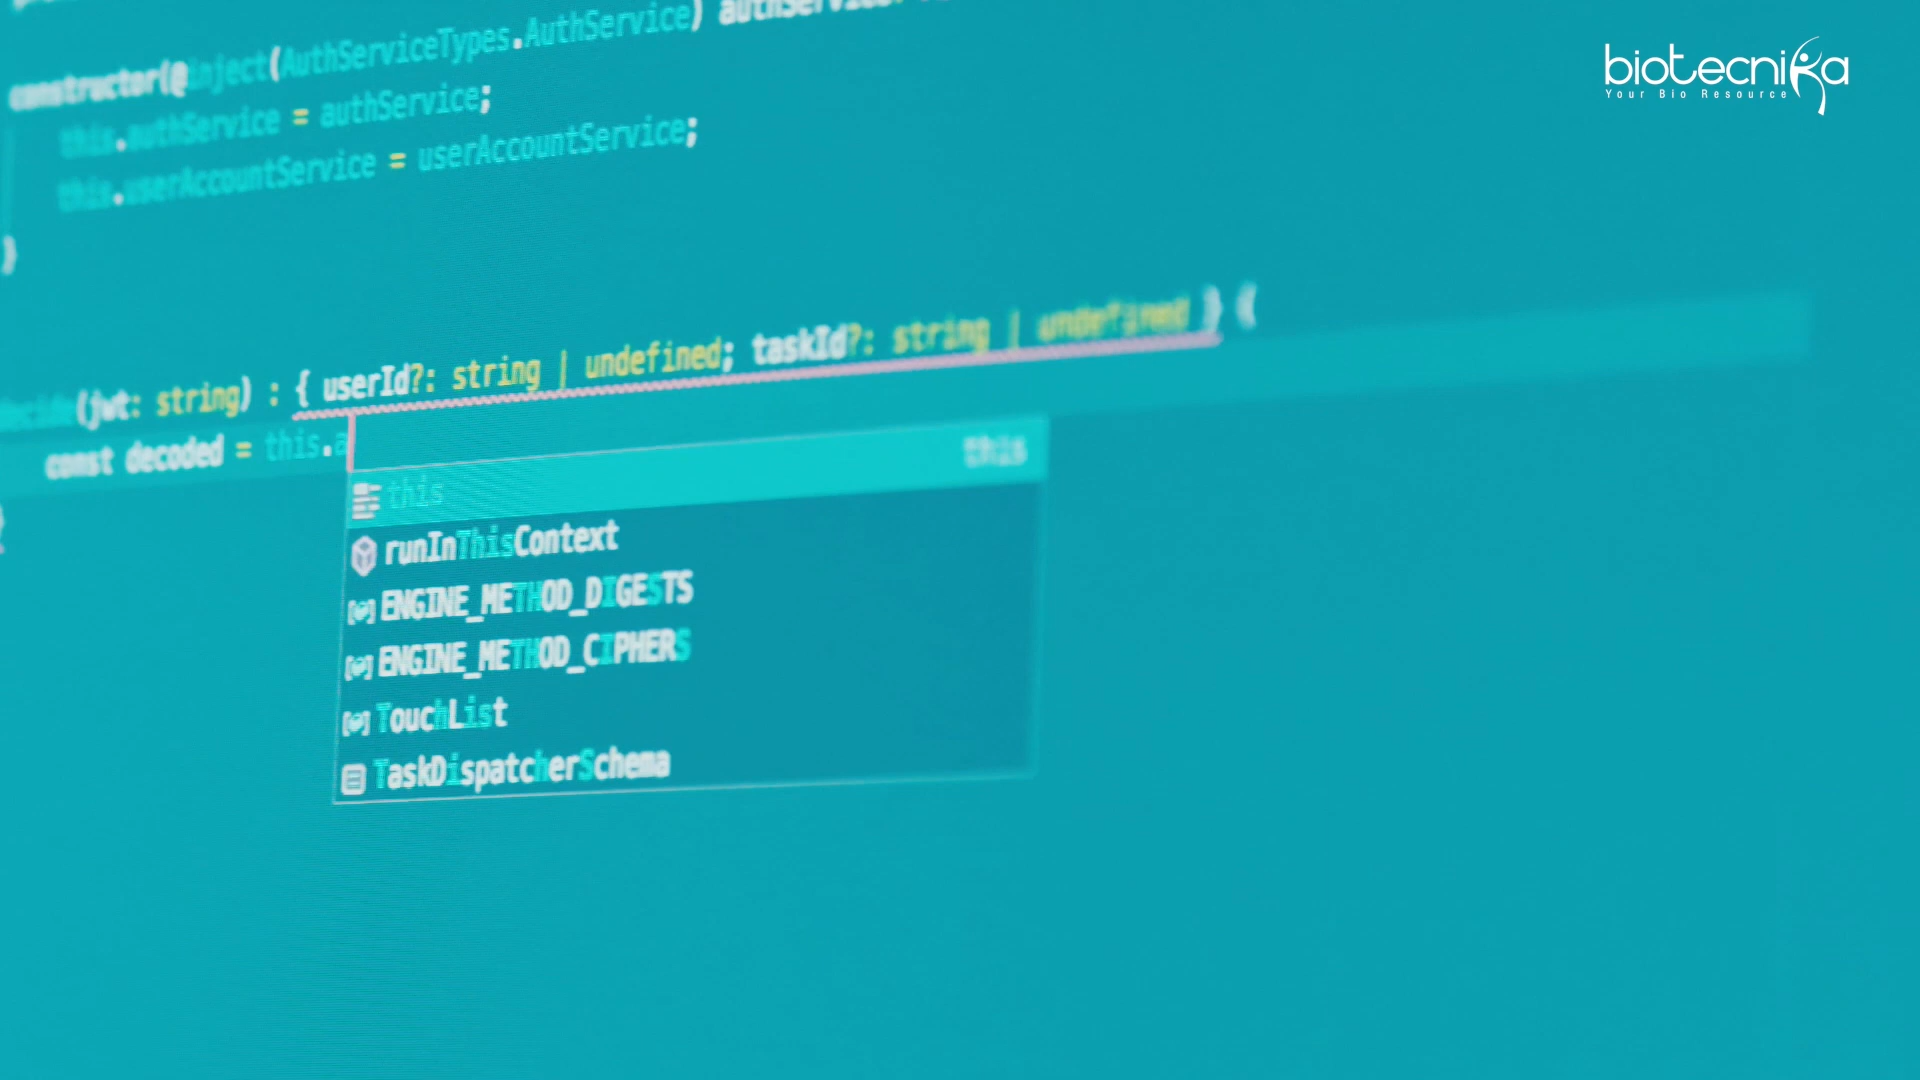 constructor(@inject(AuthServiceTypes.AuthService) authService
this.authService = authService;
this.userAccountService = userAccountService;
}
(jwt: string) : { userId?: string | undefined; taskId?: string | undefined } {
const decoded = this.a
this this
runInThisContext
ENGINE_METHOD_DIGESTS
ENGINE_METHOD_CIPHERS
TouchList
TaskDispatcherSchema
biotecnika
Your Bio Resource